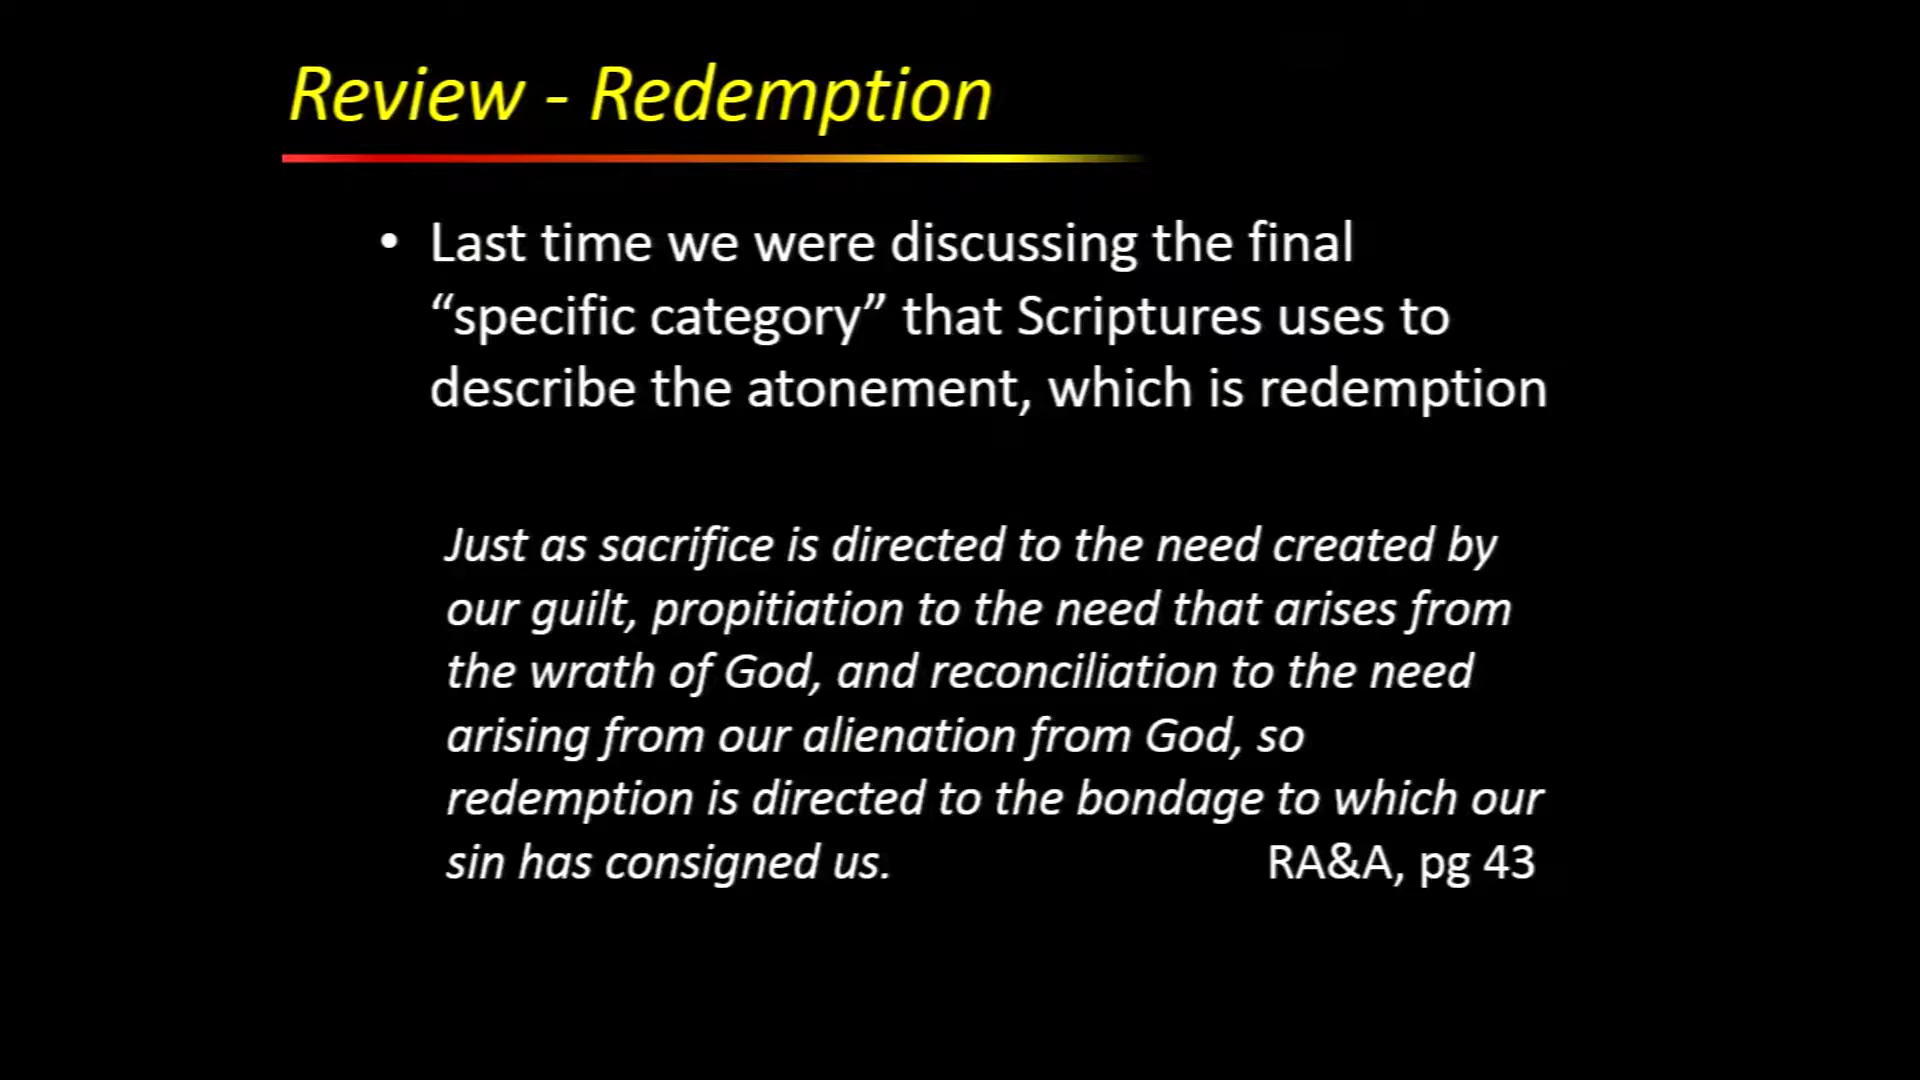 Review - Redemption
• Last time we were discussing the final
“specific category” that Scriptures uses to
describe the atonement, which is redemption
Just as sacrifice is directed to the need created by
our guilt, propitiation to the need that arises from
the wrath of God, and reconciliation to the need
arising from our alienation from God, so
redemption is directed to the bondage to which our
sin has consigned us. RA&A, pg 43